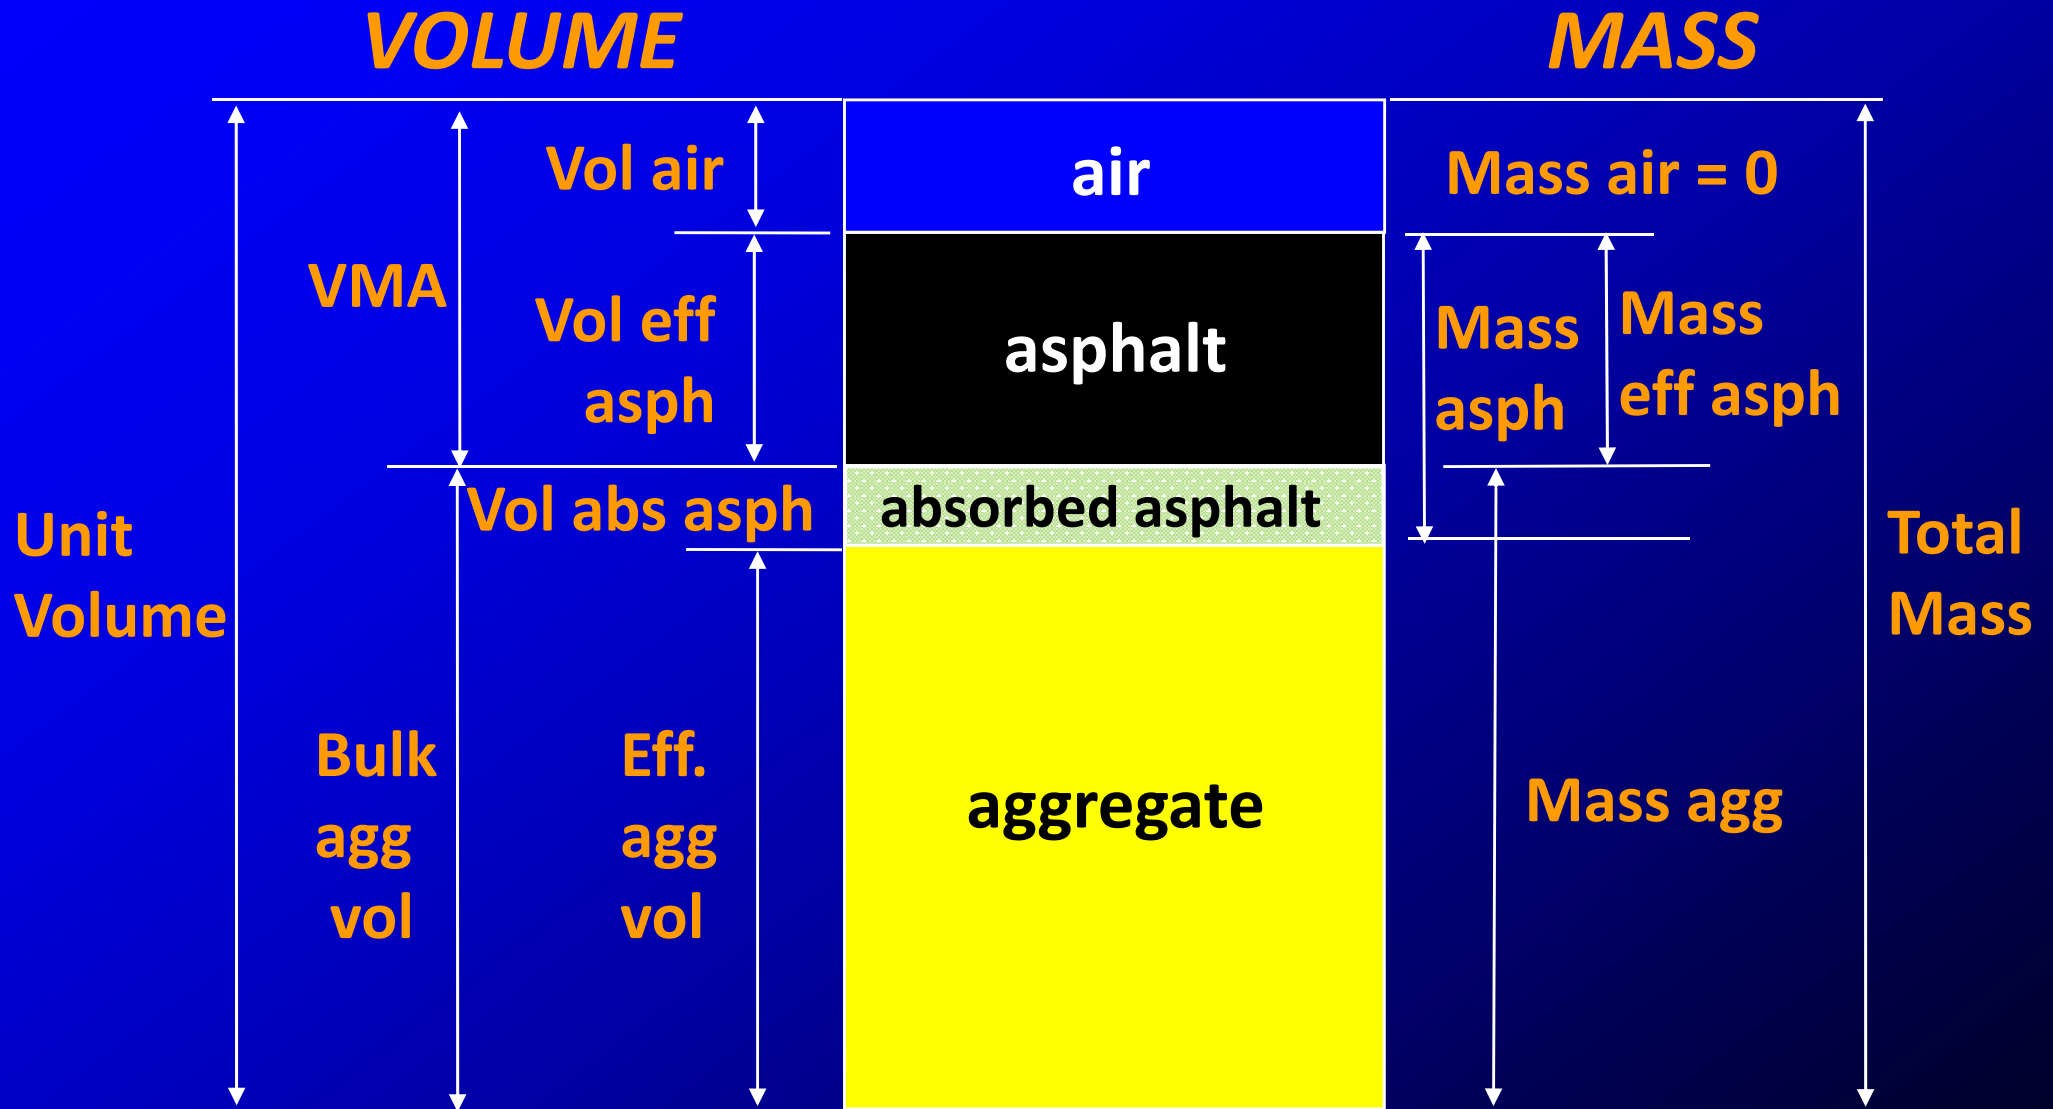 VOLUME
MASS
Vol air
air
Mass air = 0
VMA
Vol eff
asph
asphalt
Mass
asph
Mass
eff asph
Vol abs asph
absorbed asphalt
Unit
Volume
Total
Mass
Bulk
agg
vol
Eff.
agg
vol
aggregate
Mass agg